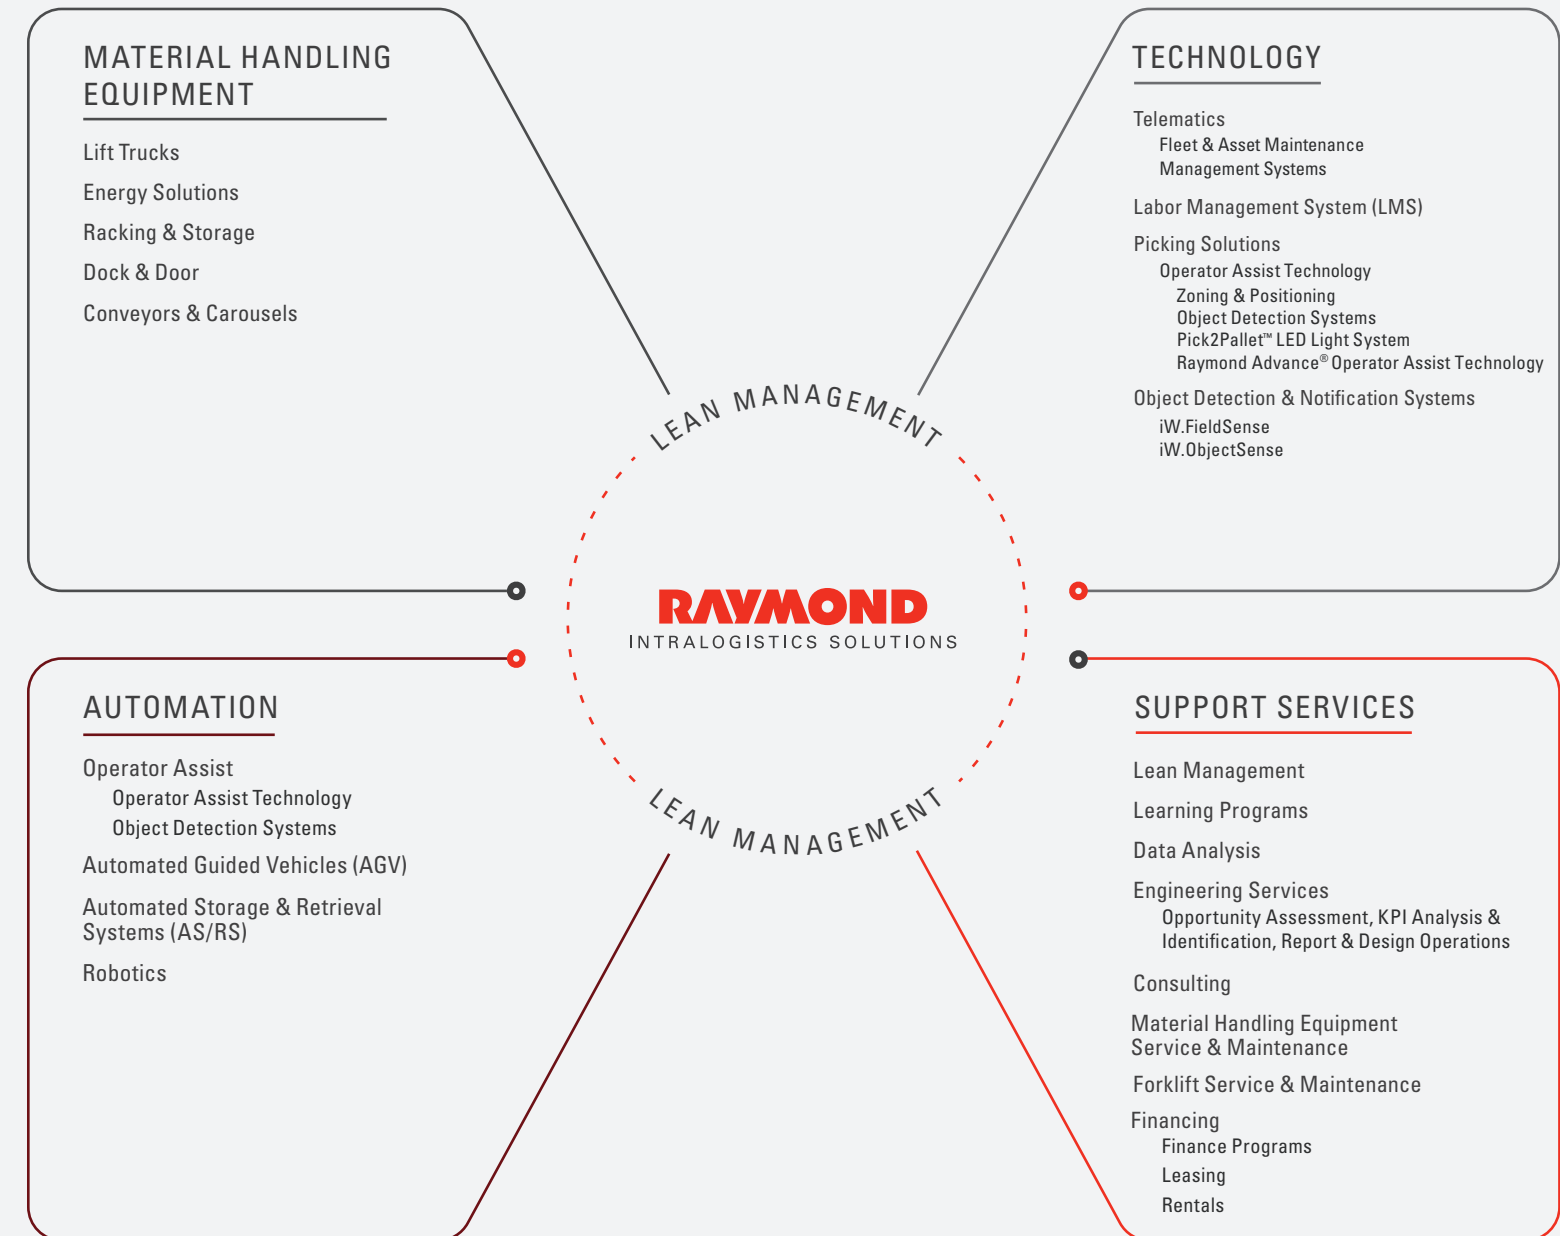 MATERIAL HANDLING
EQUIPMENT
Lift Trucks
Energy Solutions
Racking & Storage
Dock & Door
Conveyors & Carousels
TECHNOLOGY
Telematics
Fleet & Asset Maintenance
Management Systems
Labor Management System (LMS)
Picking Solutions
Operator Assist Technology
Zoning & Positioning
Object Detection Systems
Pick2Pallet™ LED Light System
Raymond Advance® Operator Assist Technology
Object Detection & Notification Systems
iW.FieldSense
iW.ObjectSense
LEAN MANAGEMENT
RAYMOND
INTRALOGISTICS SOLUTIONS
LEAN MANAGEMENT
AUTOMATION
Operator Assist
Operator Assist Technology
Object Detection Systems
Automated Guided Vehicles (AGV)
Automated Storage & Retrieval
Systems (AS/RS)
Robotics
SUPPORT SERVICES
Lean Management
Learning Programs
Data Analysis
Engineering Services
Opportunity Assessment, KPI Analysis &
Identification, Report & Design Operations
Consulting
Material Handling Equipment
Service & Maintenance
Forklift Service & Maintenance
Financing
Finance Programs
Leasing
Rentals